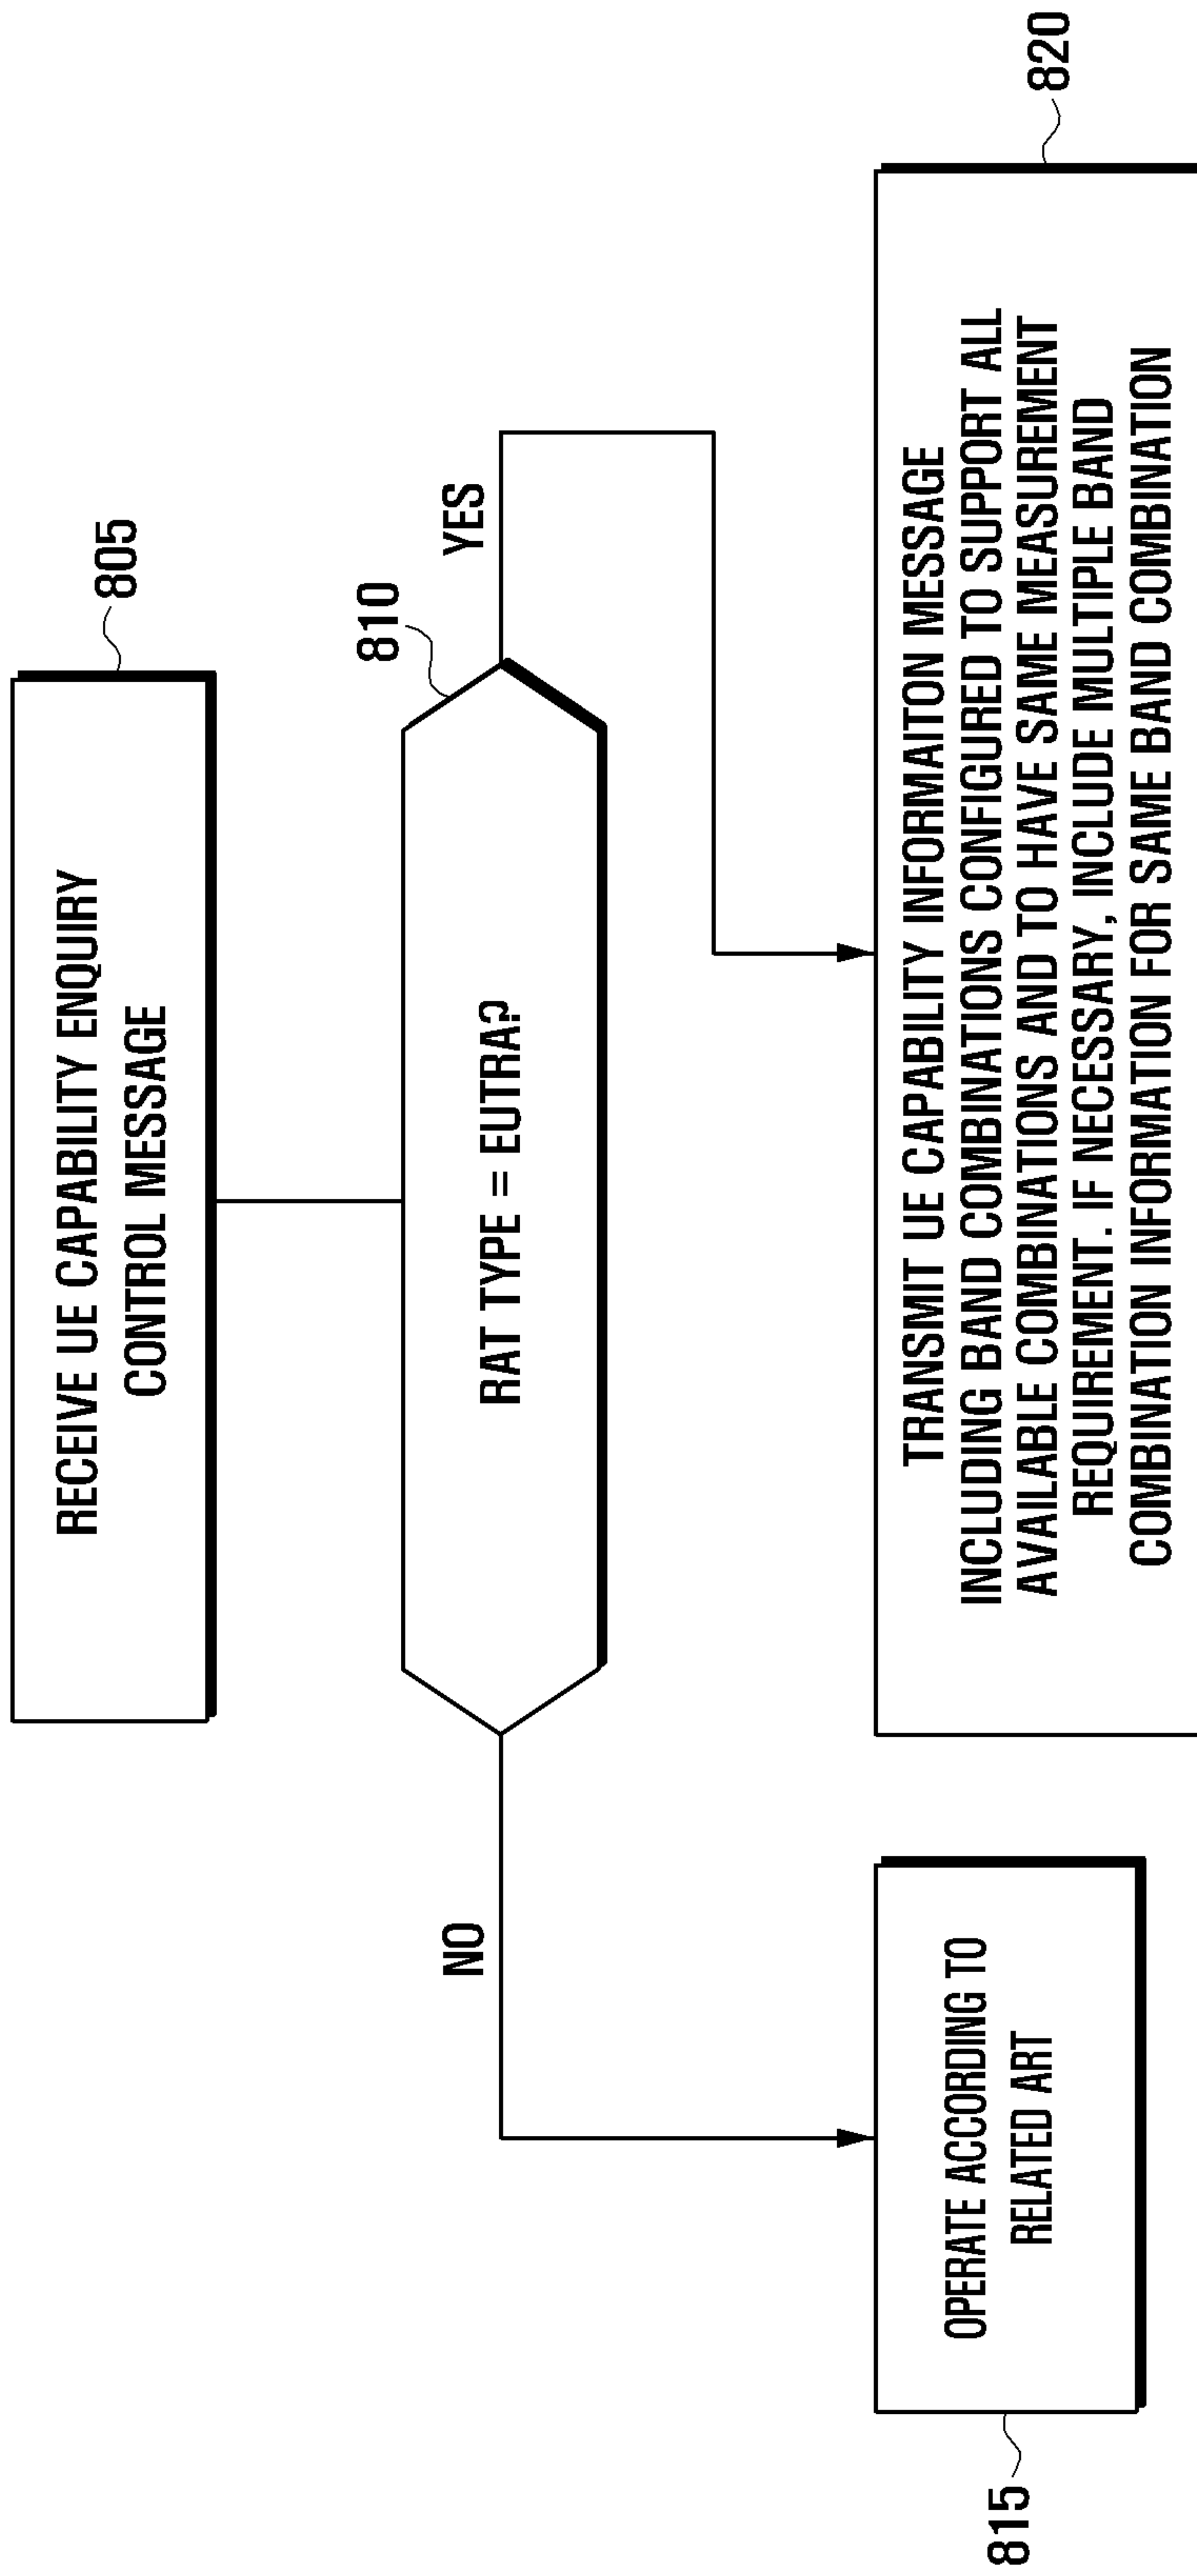 RECEIVE UE CAPABILITY ENQUIRY
CONTROL MESSAGE
805
RAT TYPE = EUTRA?
810
NO
YES
OPERATE ACCORDING TO
RELATED ART
815
TRANSMIT UE CAPABILITY INFORMAITON MESSAGE
INCLUDING BAND COMBINATIONS CONFIGURED TO SUPPORT ALL
AVAILABLE COMBINATIONS AND TO HAVE SAME MEASUREMENT
REQUIREMENT. IF NECESSARY, INCLUDE MULTIPLE BAND
COMBINATION INFORMATION FOR SAME BAND COMBINATION
820